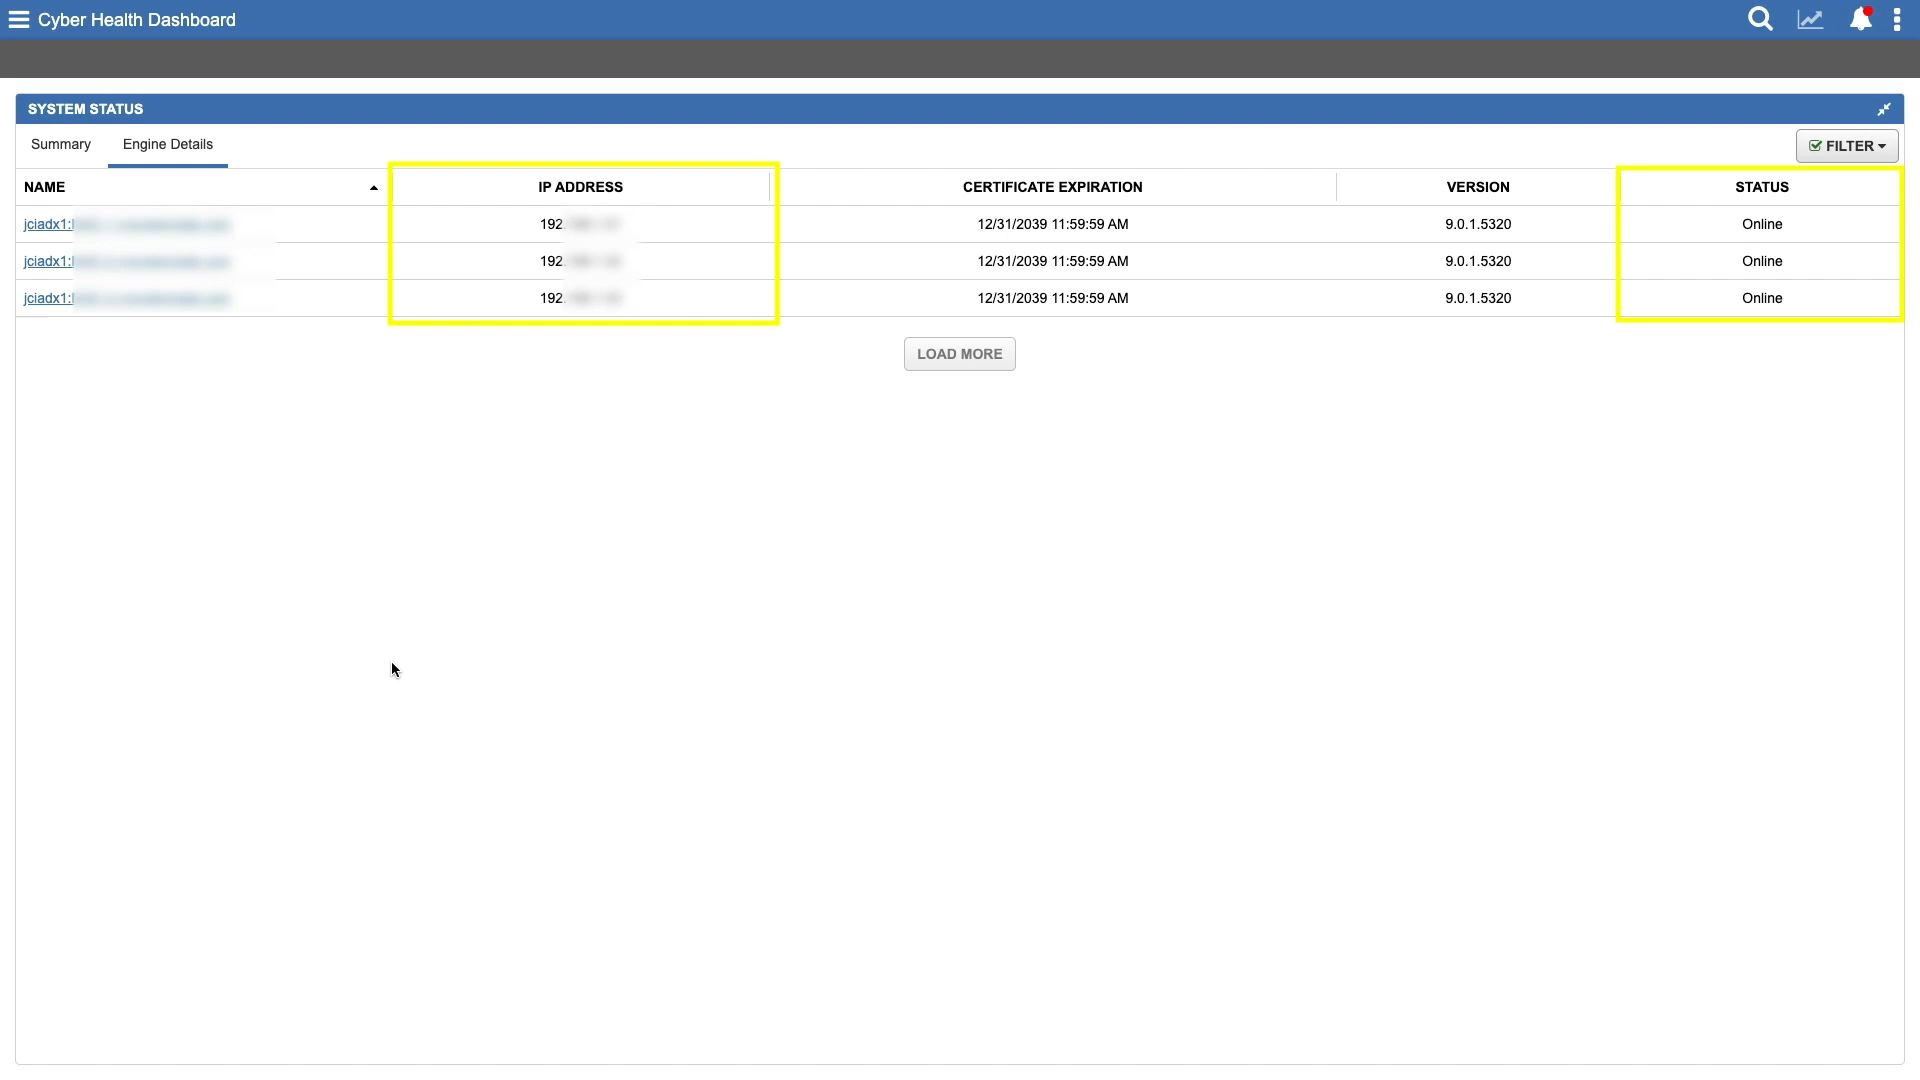 Cyber Health Dashboard
SYSTEM STATUS
Summary Engine Details FILTER
NAME IP ADDRESS CERTIFICATE EXPIRATION VERSION STATUS
jciadx1: 192. 12/31/2039 11:59:59 AM 9.0.1.5320 Online
jciadx1: 192. 12/31/2039 11:59:59 AM 9.0.1.5320 Online
jciadx1: 192. 12/31/2039 11:59:59 AM 9.0.1.5320 Online
LOAD MORE